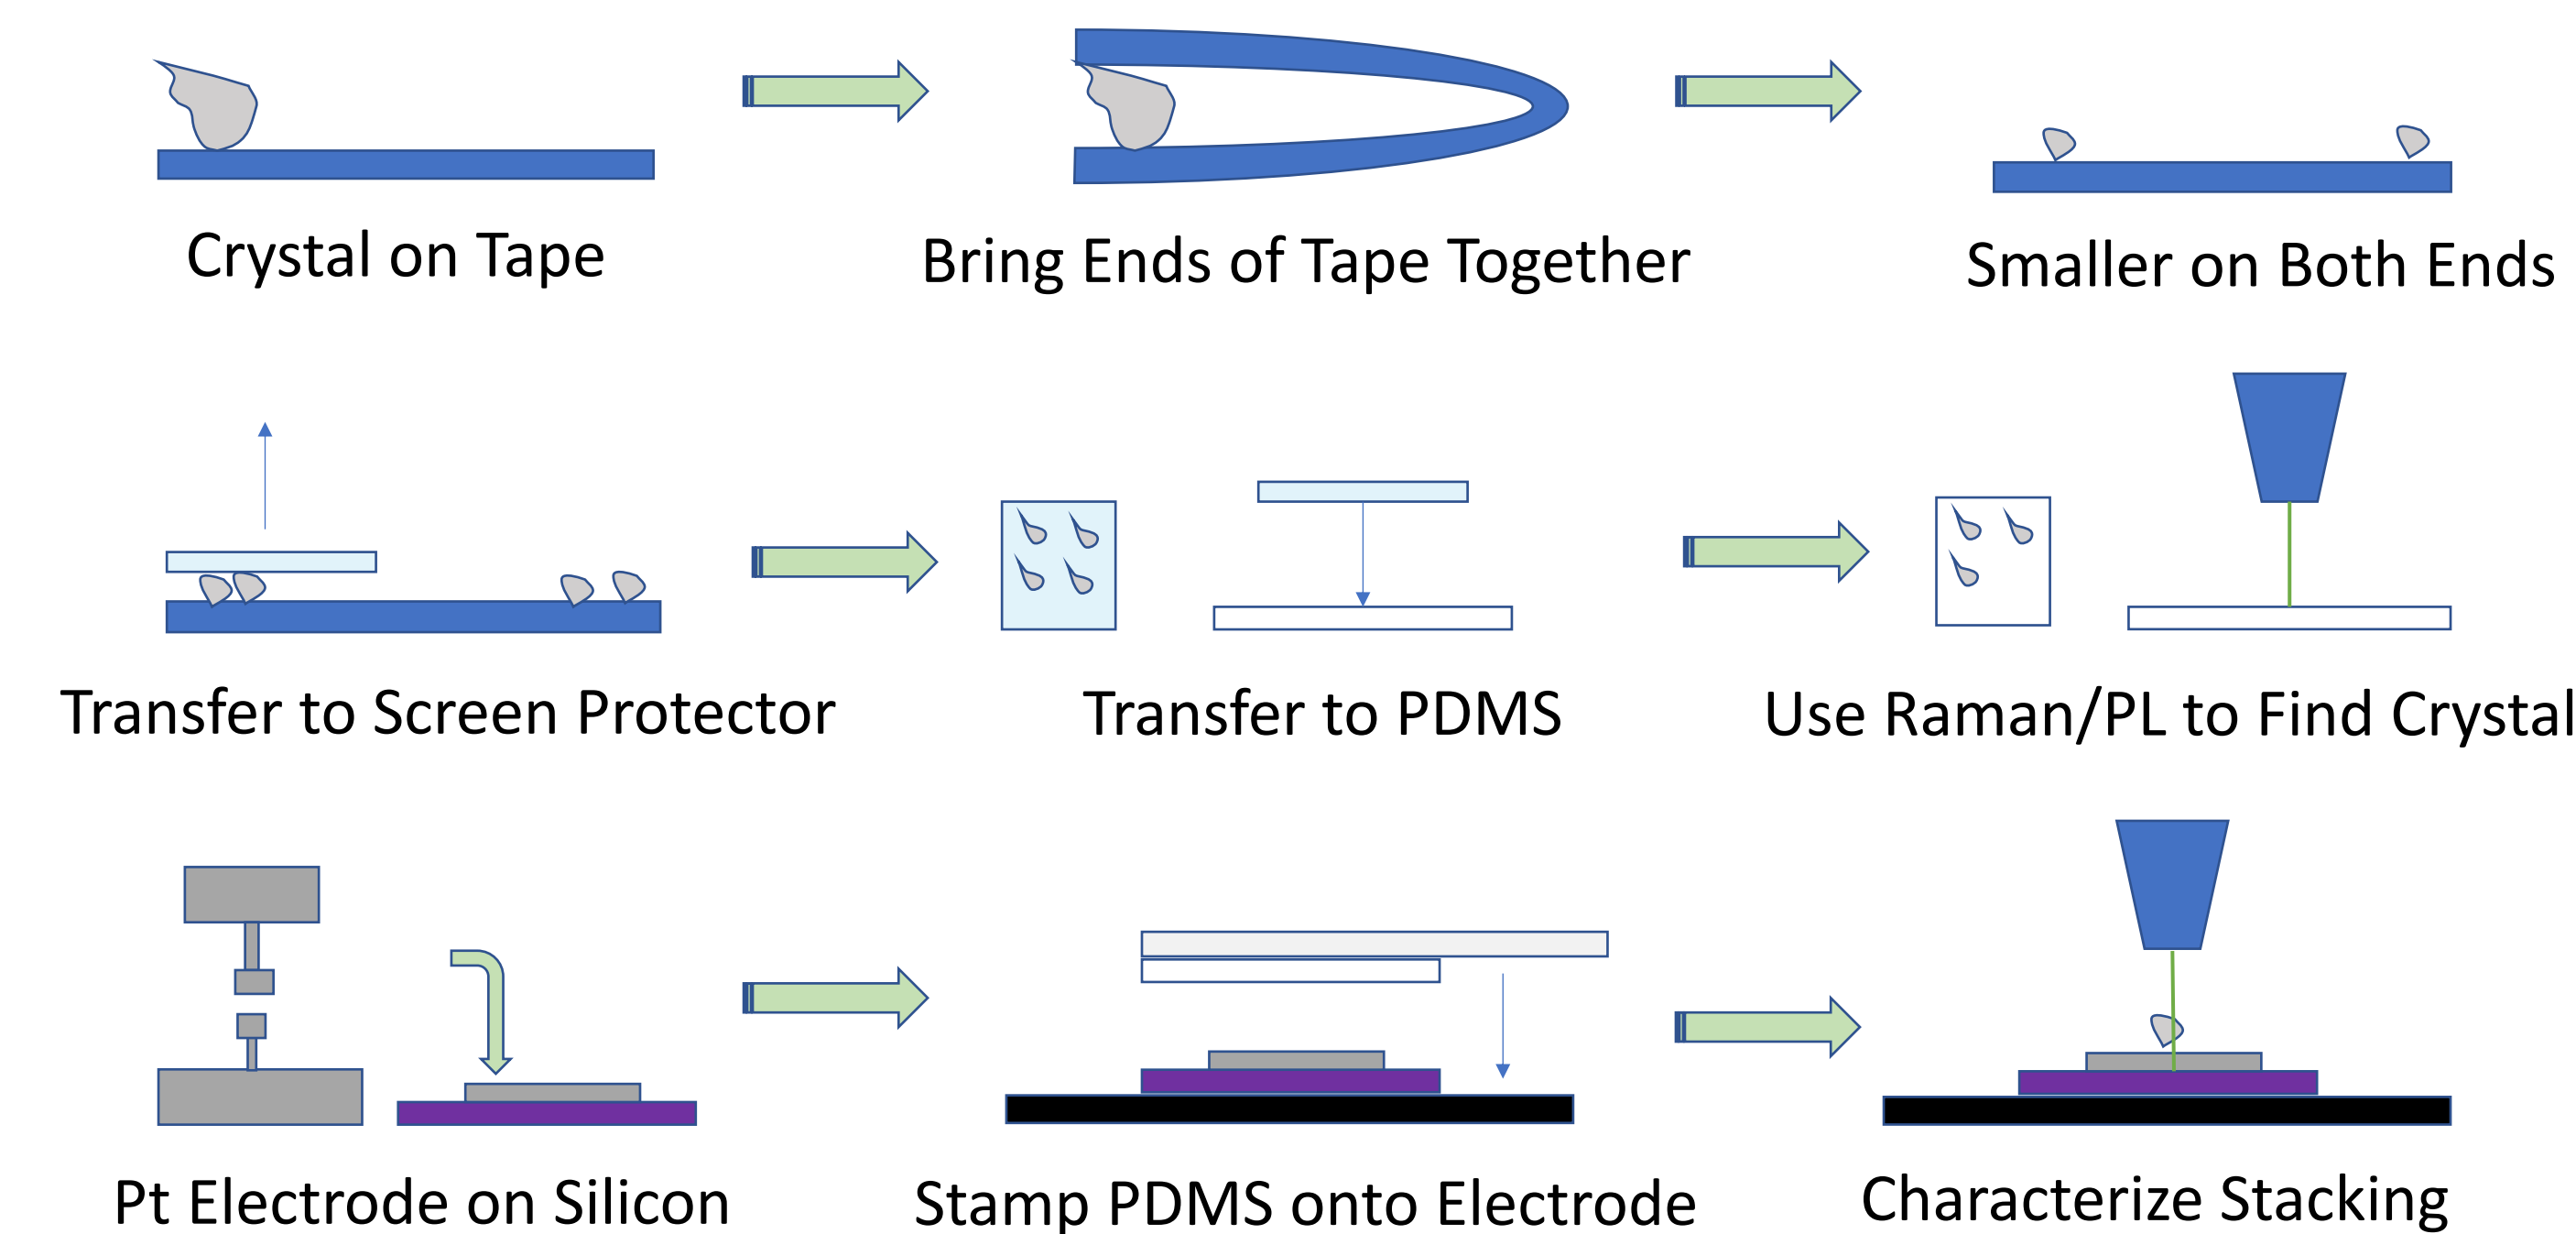 Crystal on Tape
Bring Ends of Tape Together
Smaller on Both Ends
Transfer to Screen Protector
Transfer to PDMS
Use Raman/PL to Find Crystal
Pt Electrode on Silicon
Stamp PDMS onto Electrode
Characterize Stacking